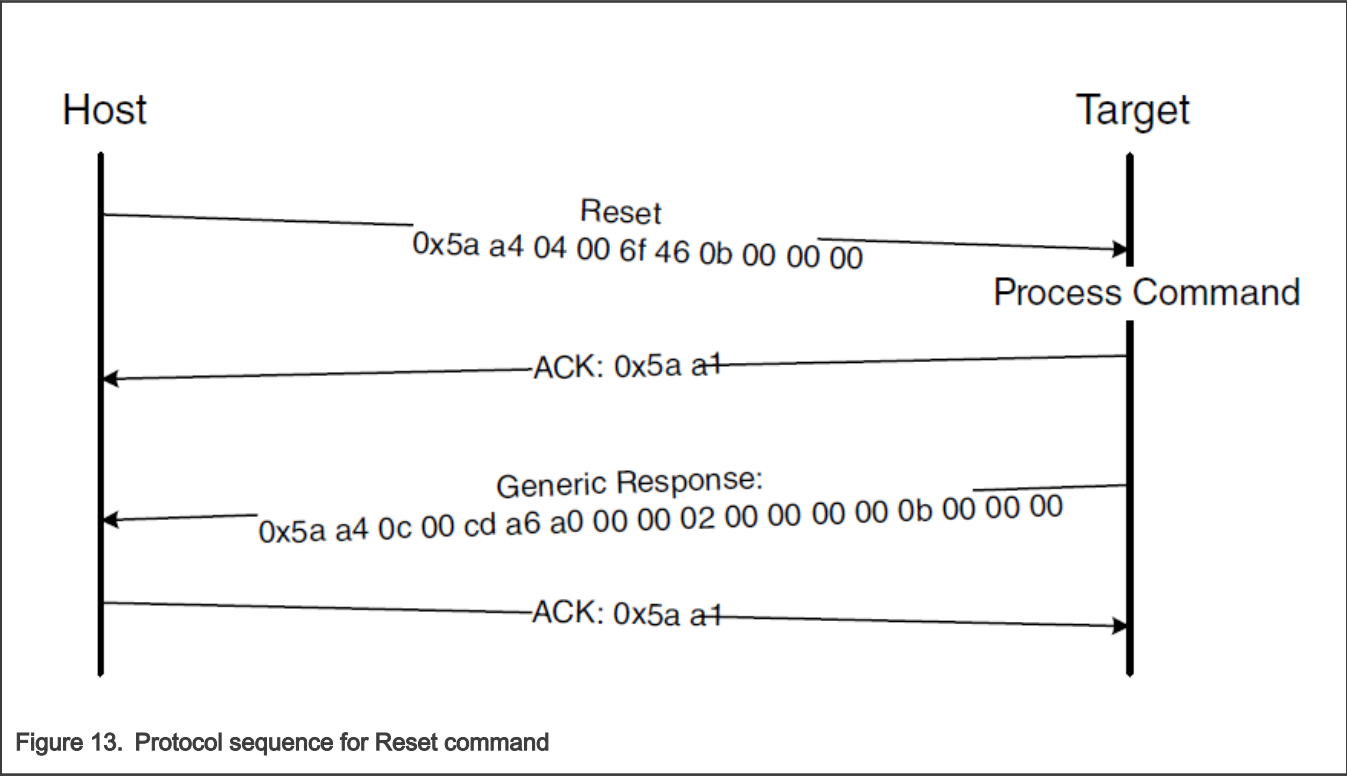 Host
Target
Reset
0x5a a4 04 00 6f 46 0b 00 00 00
Process Command
ACK: 0x5a a1
Generic Response:
0x5a a4 0c 00 cd a6 a0 00 00 02 00 00 00 00 0b 00 00 00
ACK: 0x5a a1
Figure 13. Protocol sequence for Reset command